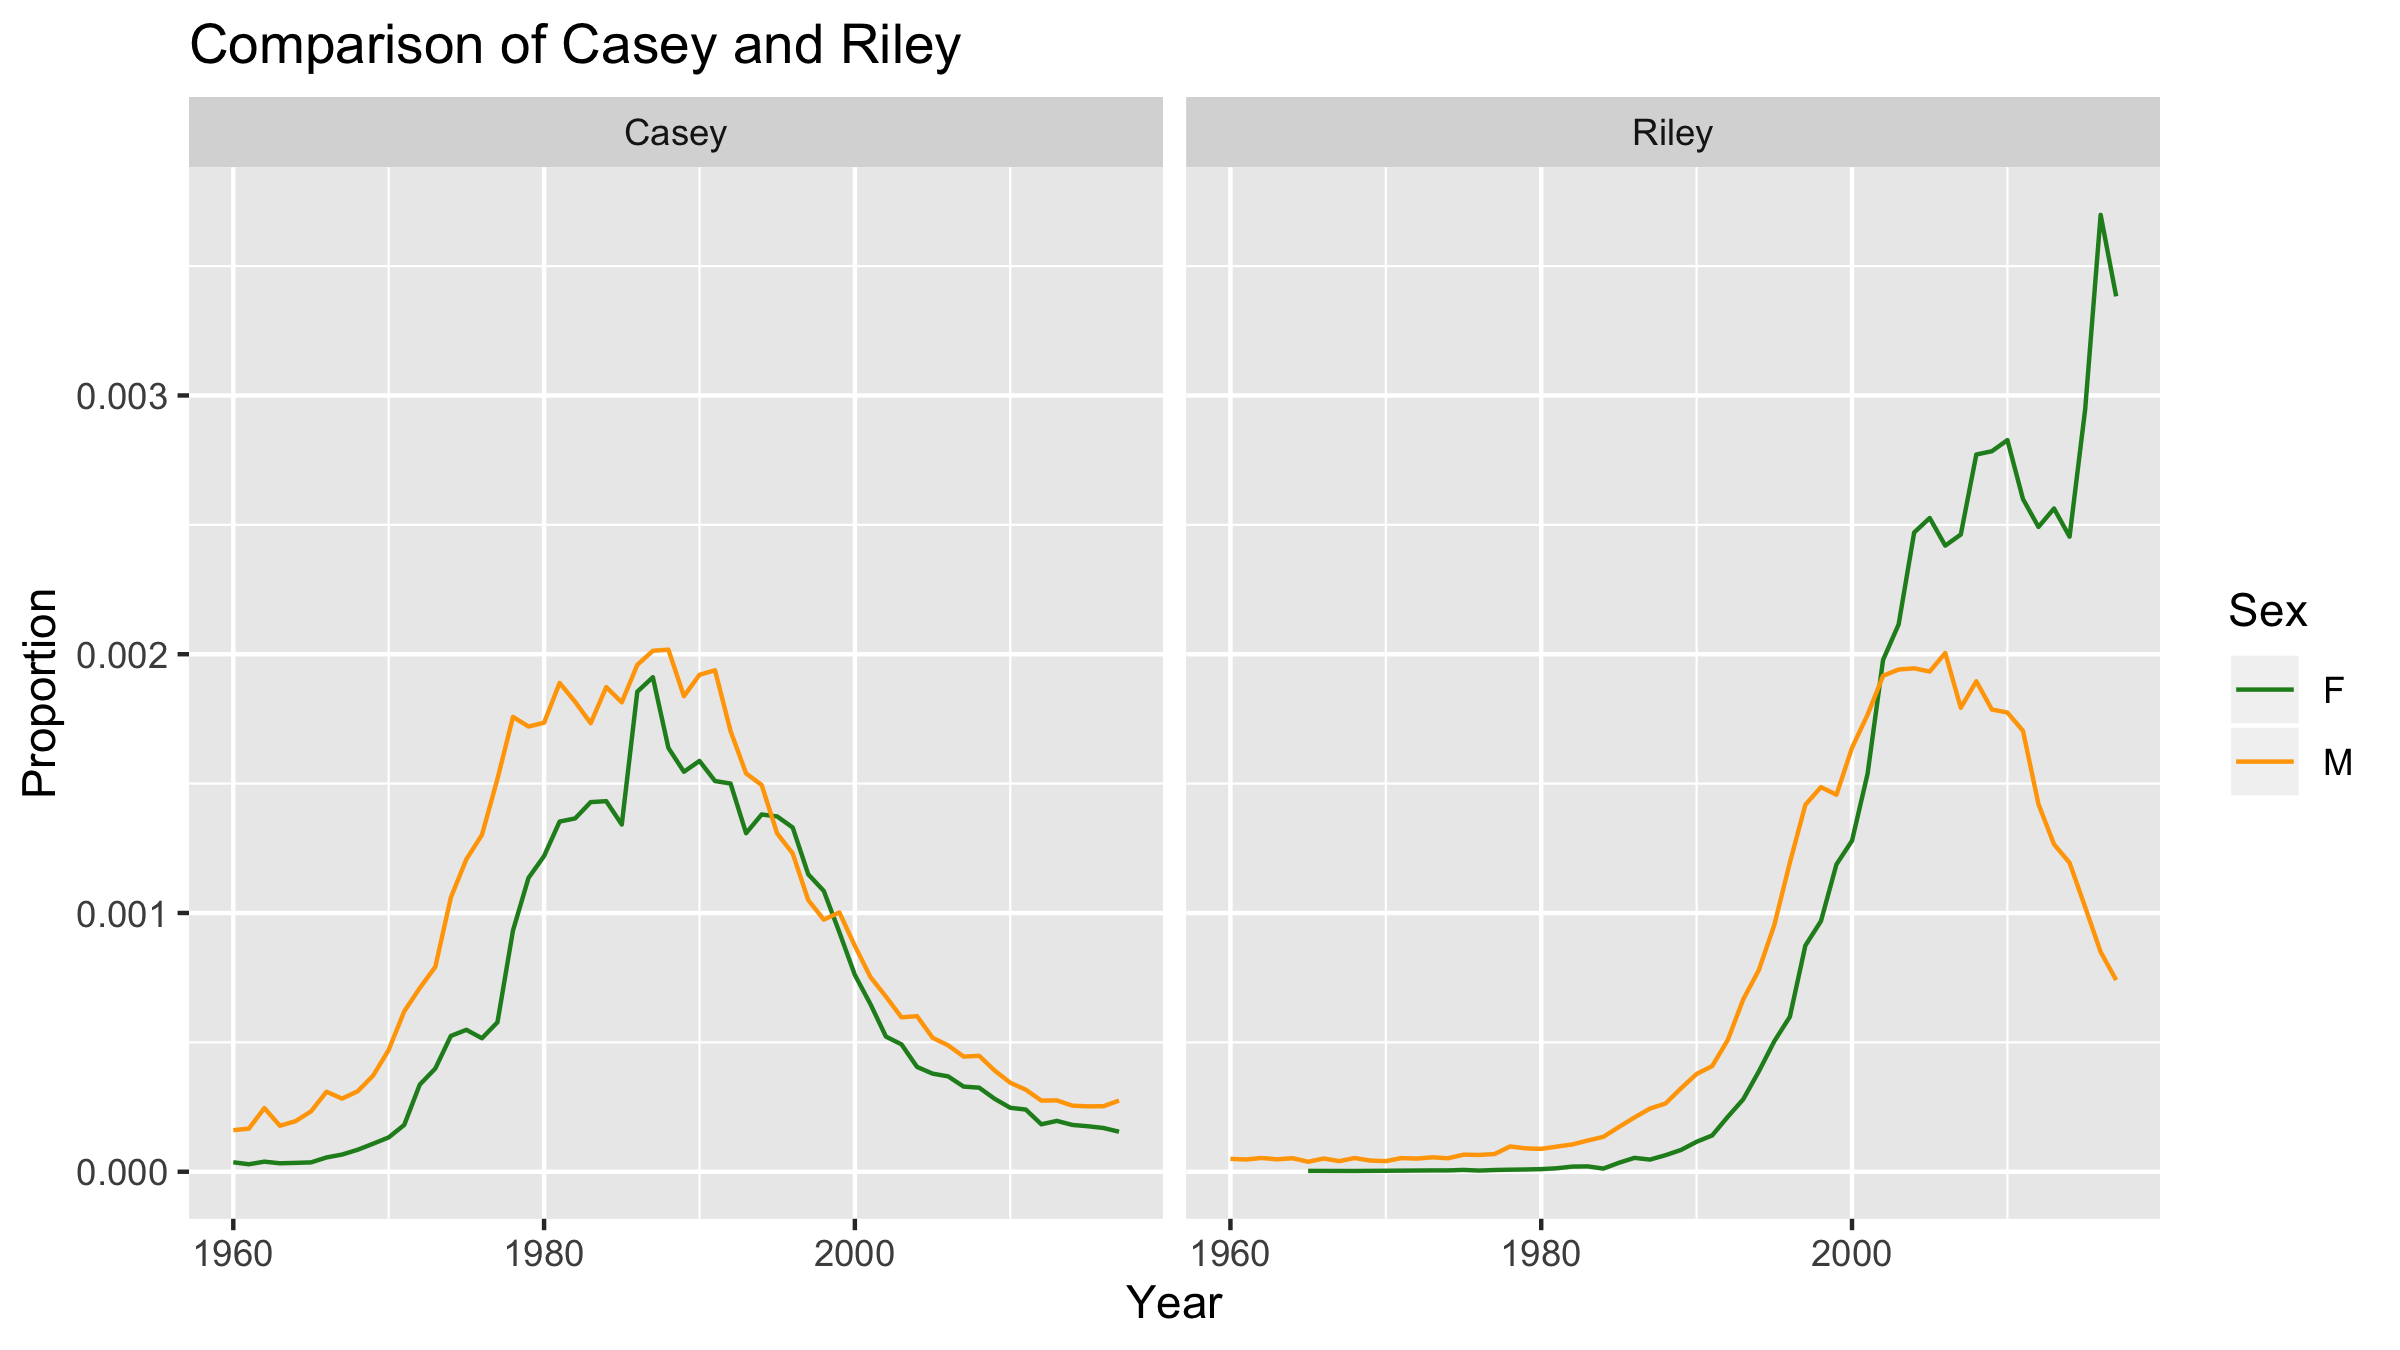 Comparison of Casey and Riley
Casey
Riley
0.003
0.002
0.001
0.000
Proportion
1960
1980
2000
1960
1980
2000
Year
Sex
F
M